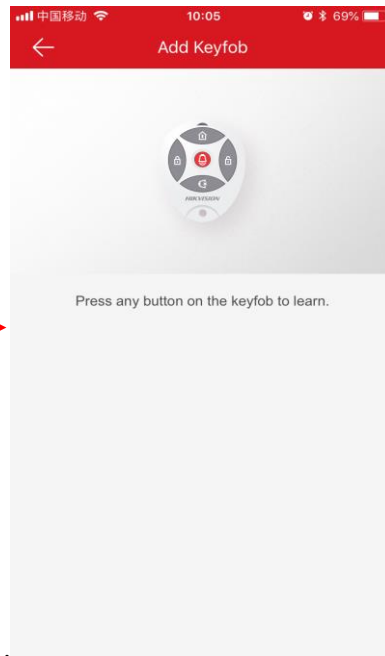 中国移动 10:05 69%
Add Keyfob
HIKVISION
Press any button on the keyfob to learn.